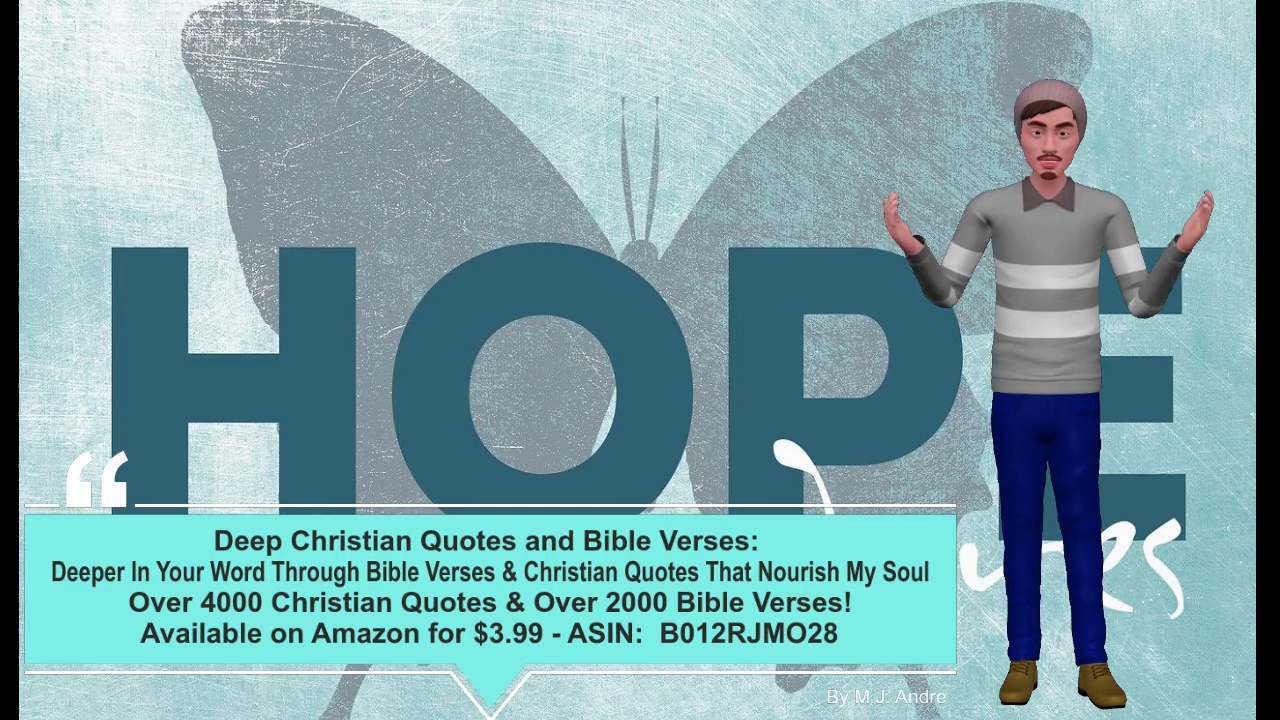 HOPE
Deep Christian Quotes and Bible Verses:
Deeper In Your Word Through Bible Verses & Christian Quotes That Nourish My Soul
Over 4000 Christian Quotes & Over 2000 Bible Verses!
Available on Amazon for $3.99 - ASIN: B012RJMO28
By M.J. Andre